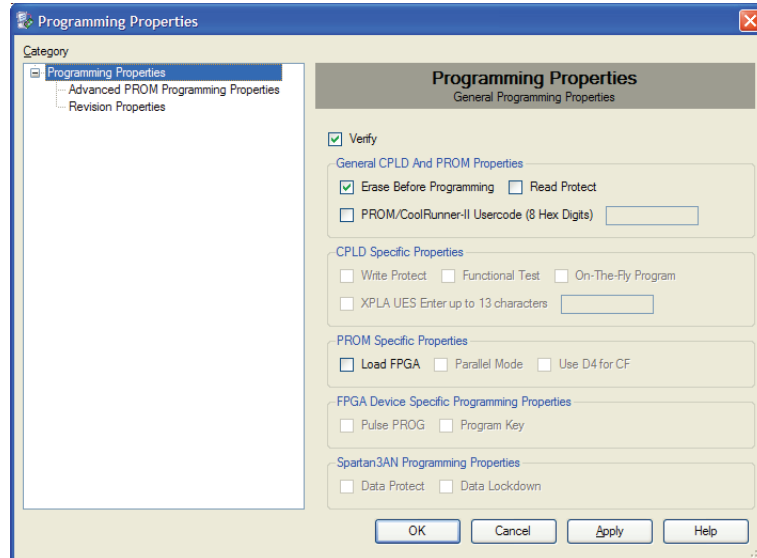 Programming Properties
Category
Programming Properties
Advanced PROM Programming Properties
Revision Properties
Programming Properties
General Programming Properties
Verify
General CPLD And PROM Properties
Erase Before Programming Read Protect
PROM/CoolRunner-II Usercode (8 Hex Digits)
CPLD Specific Properties
Write Protect Functional Test On-The-Fly Program
XPLA UES Enter up to 13 characters
PROM Specific Properties
Load FPGA Parallel Mode Use D4 for CF
FPGA Device Specific Programming Properties
Pulse PROG Program Key
Spartan3AN Programming Properties
Data Protect Data Lockdown
OK Cancel Apply Help